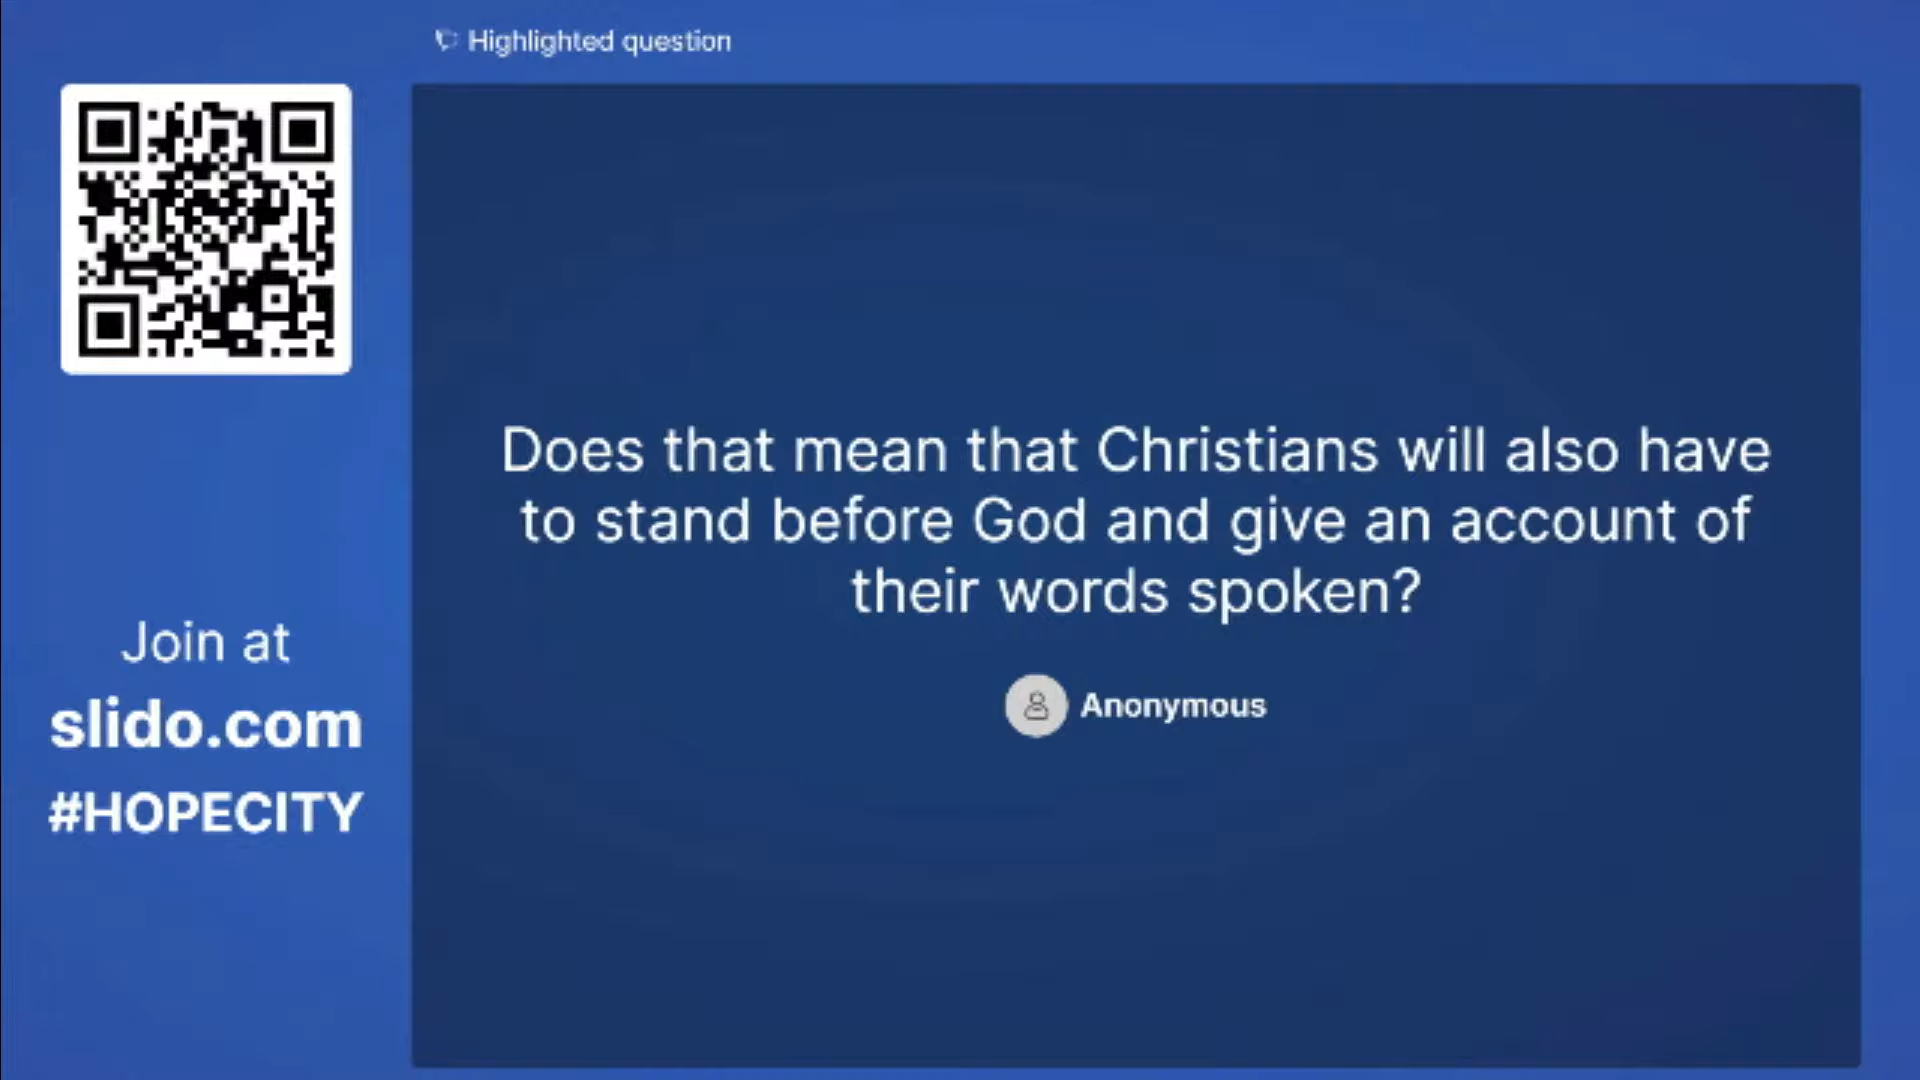 Highlighted question
Does that mean that Christians will also have
to stand before God and give an account of
their words spoken?
Anonymous
Join at
slido.com
#HOPECITY